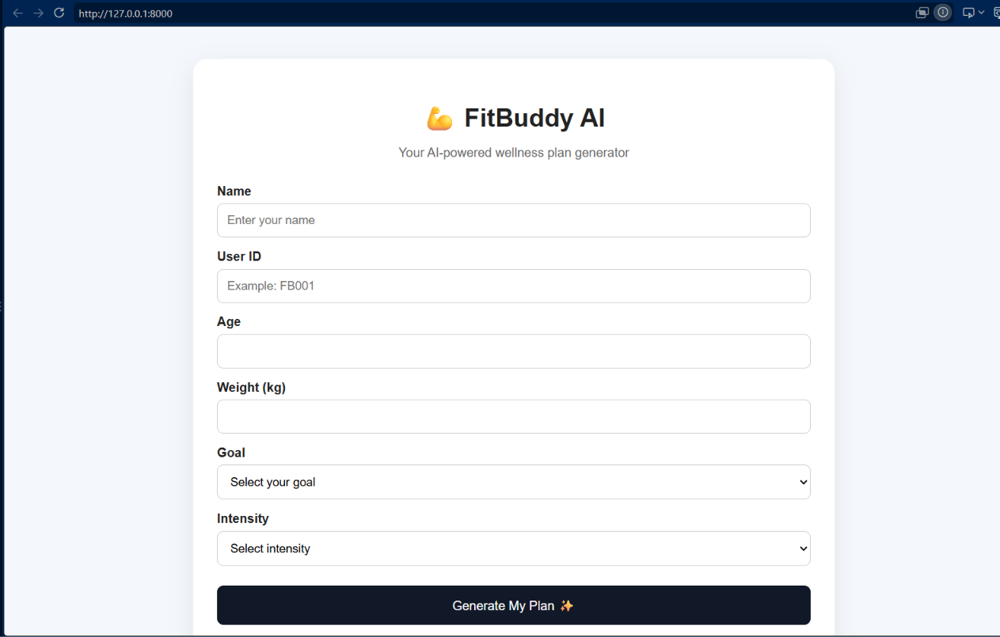 http://127.0.0.1:8000
💪 FitBuddy AI
Your AI-powered wellness plan generator
Name
Enter your name
User ID
Example: FB001
Age
Weight (kg)
Goal
Select your goal
Intensity
Select intensity
Generate My Plan ✨